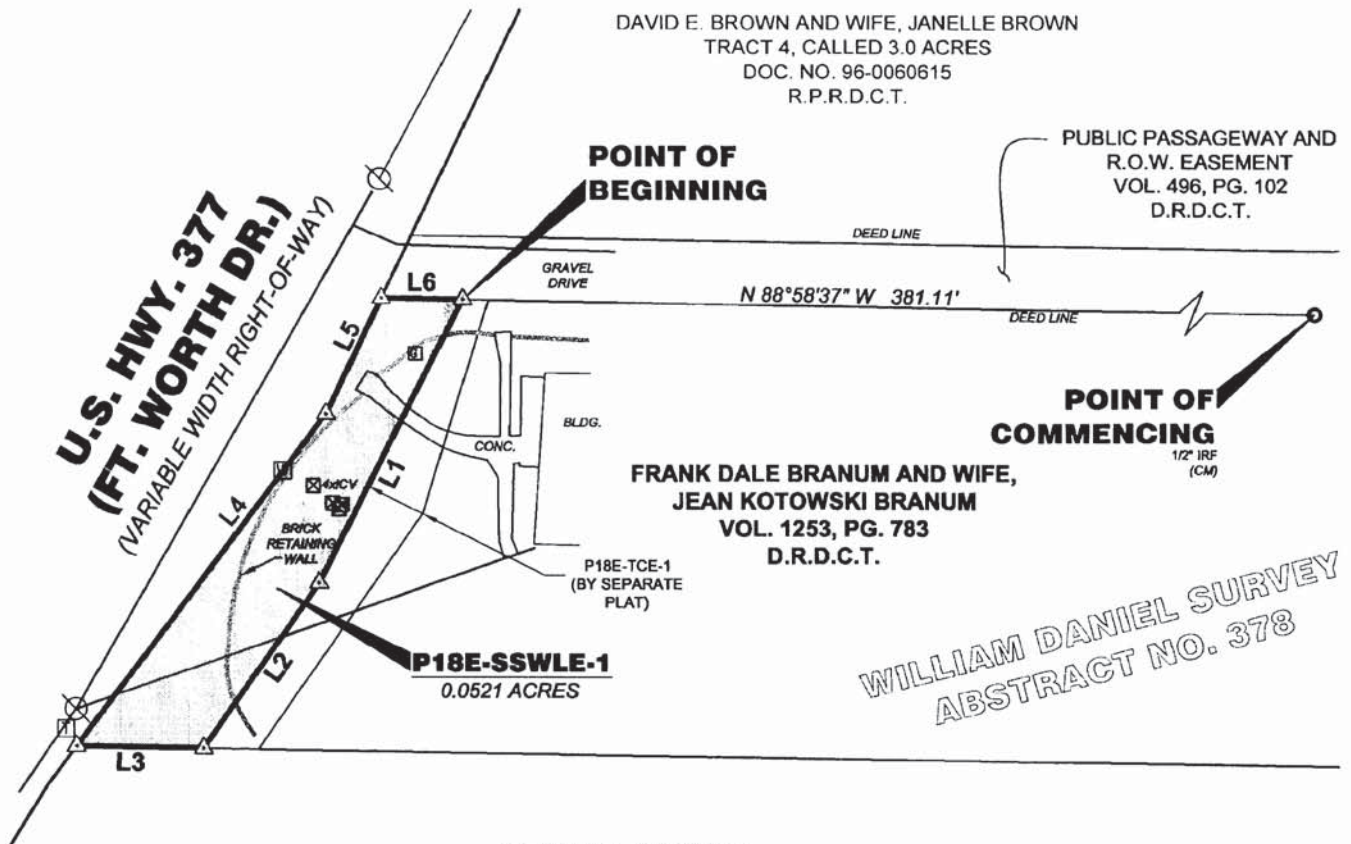 DAVID E. BROWN AND WIFE, JANELLE BROWN
TRACT 4, CALLED 3.0 ACRES
DOC. NO. 96-0060615
R.P.R.D.C.T.
PUBLIC PASSAGEWAY AND
R.O.W. EASEMENT
VOL. 496, PG. 102
D.R.D.C.T.
POINT OF
BEGINNING
U.S. HWY. 377
(FT. WORTH DR.)
(VARIABLE WIDTH RIGHT-OF-WAY)
DEED LINE
GRAVEL
DRIVE
L6
N 88°58'37" W 381.11'
DEED LINE
L5
G
POINT OF
COMMENCING
1/2" IRF
(CM)
BLDG.
CONC.
L1
L4
4xICV
BRICK
RETAINING
WALL
FRANK DALE BRANUM AND WIFE,
JEAN KOTOWSKI BRANUM
VOL. 1253, PG. 783
D.R.D.C.T.
P18E-TCE-1
(BY SEPARATE
PLAT)
WILLIAM DANIEL SURVEY
ABSTRACT NO. 378
P18E-SSWLE-1
0.0521 ACRES
L2
T
L3